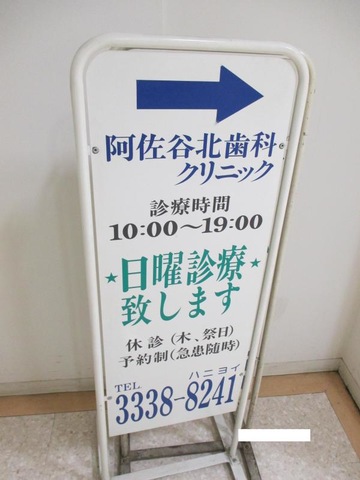 阿佐谷北歯科
クリニック
診療時間
10:00〜19:00
★日曜診療★
致します
休診(木、祭日)
予約制(急患随時)
ハニヨイ
TEL 3338-8241